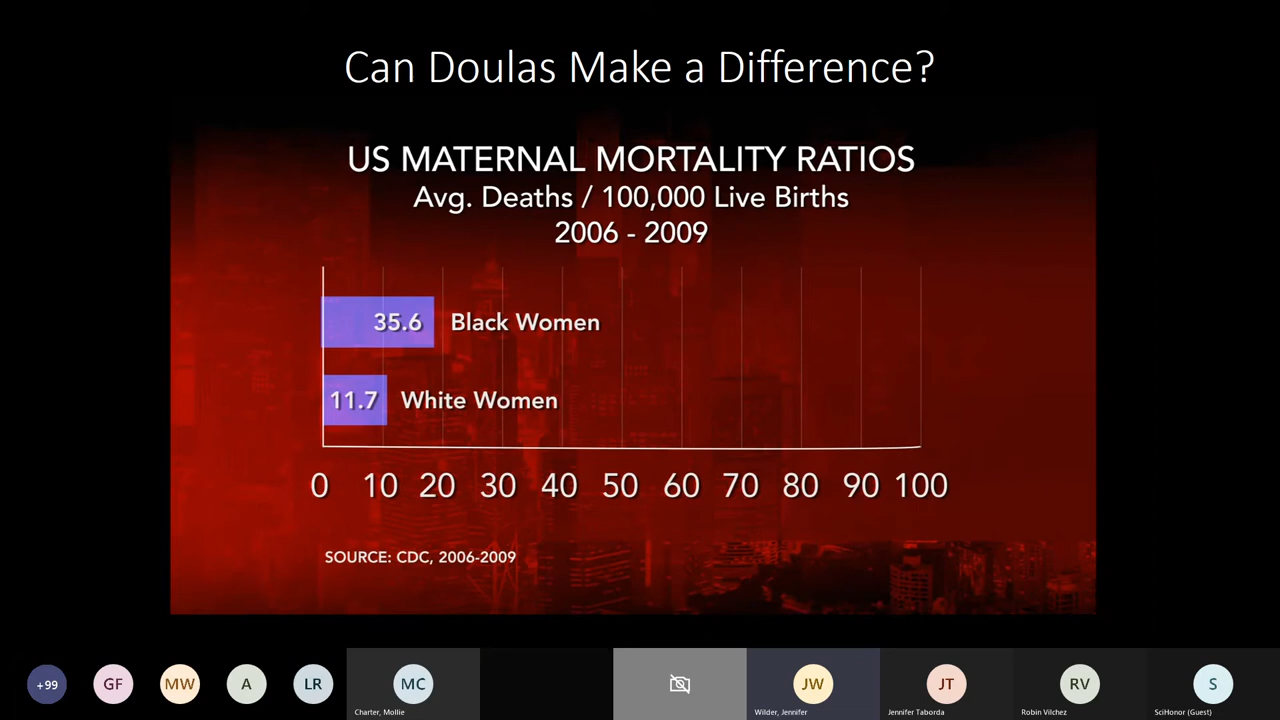 Can Doulas Make a Difference?
US MATERNAL MORTALITY RATIOS
Avg. Deaths / 100,000 Live Births
2006 - 2009
35.6 Black Women
11.7 White Women
0 10 20 30 40 50 60 70 80 90 100
SOURCE: CDC, 2006-2009
+99 GF MW A LR MC JW JT RV S
Charter, Mollie Wilder, Jennifer Jennifer Taborda Robin Vilchez SciHonor (Guest)